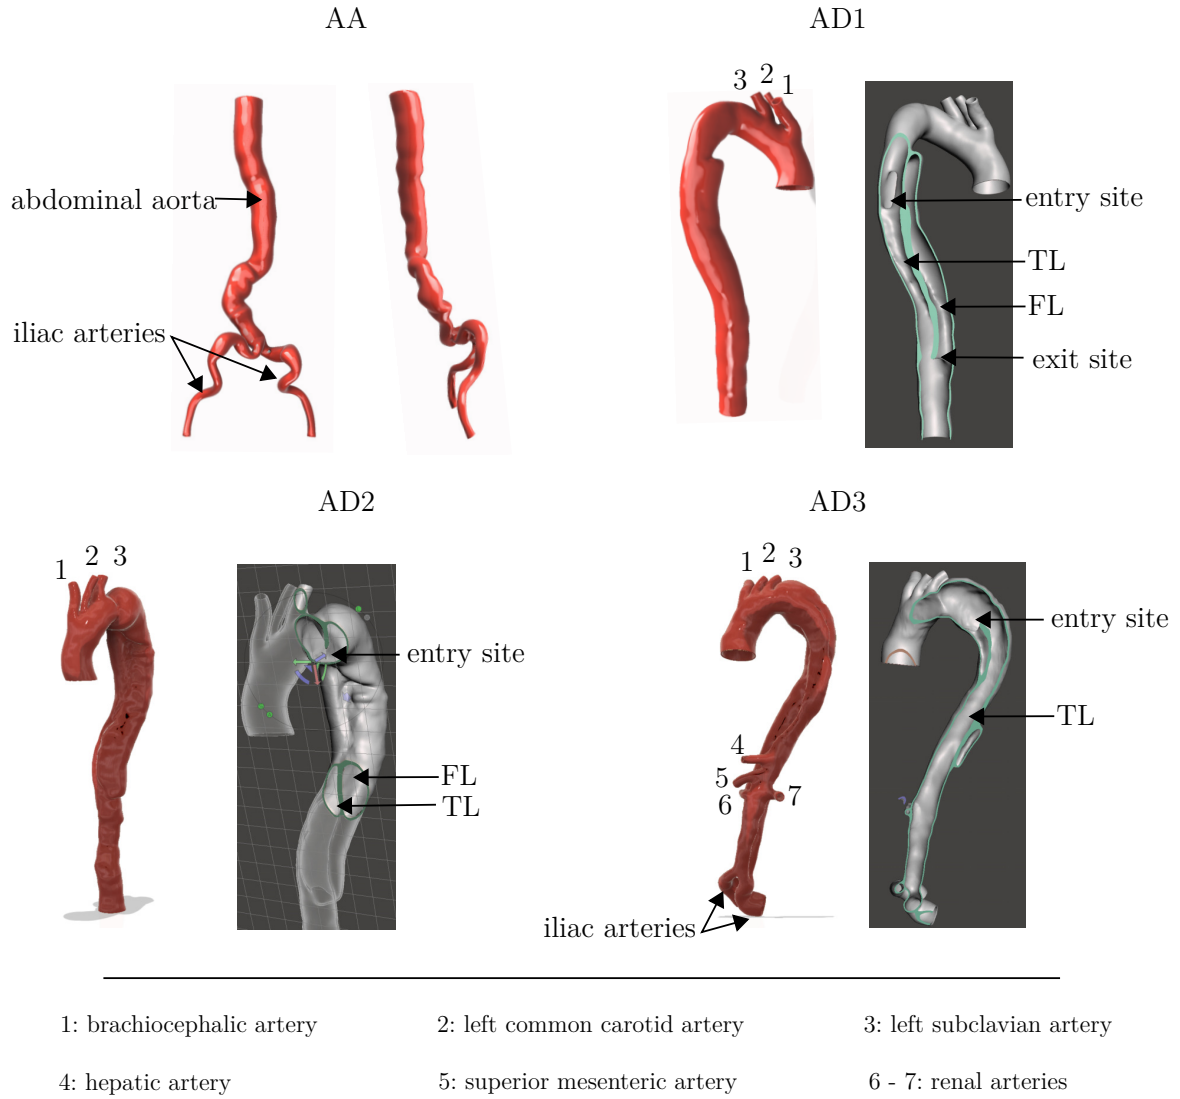 AA
AD1
3 2 1
abdominal aorta
entry site
TL
FL
iliac arteries
exit site
AD2
AD3
1 2 3
1 2 3
entry site
entry site
TL
4
FL
5
TL
6
7
iliac arteries
1: brachiocephalic artery
2: left common carotid artery
3: left subclavian artery
4: hepatic artery
5: superior mesenteric artery
6 - 7: renal arteries